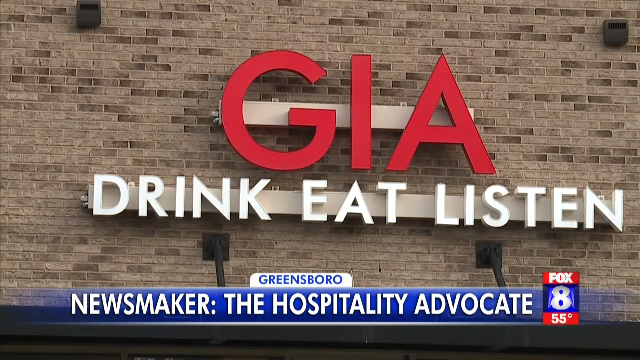 GIA
DRINK EAT LISTEN
GREENSBORO
NEWSMAKER: THE HOSPITALITY ADVOCATE
FOX
8
55°